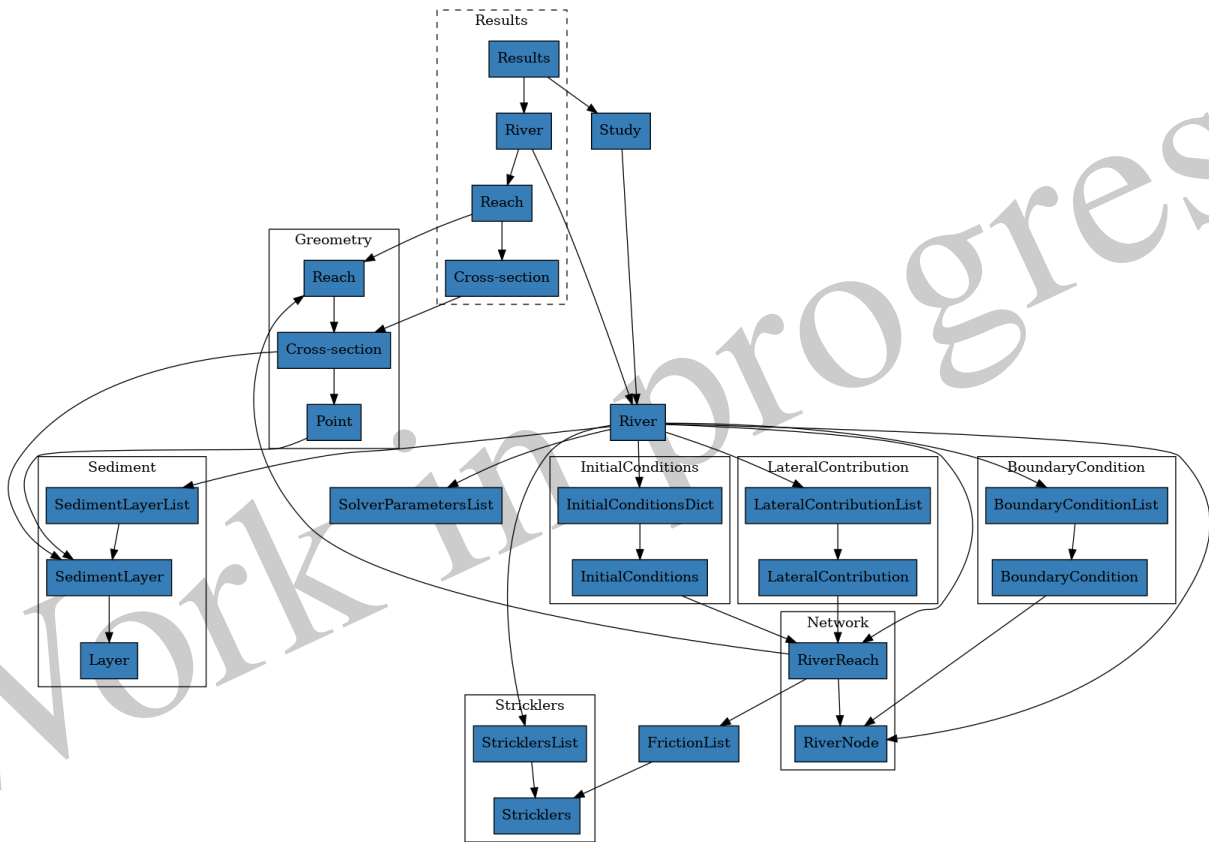 Results
Results
River
Study
Reach
Greometry
Reach
Cross-section
Cross-section
Point
River
Sediment
InitialConditions
LateralContribution
BoundaryCondition
SedimentLayerList
SolverParametersList
InitialConditionsDict
LateralContributionList
BoundaryConditionList
SedimentLayer
InitialConditions
LateralContribution
BoundaryCondition
Network
Layer
RiverReach
Stricklers
StricklersList
FrictionList
RiverNode
Stricklers
Work in progress